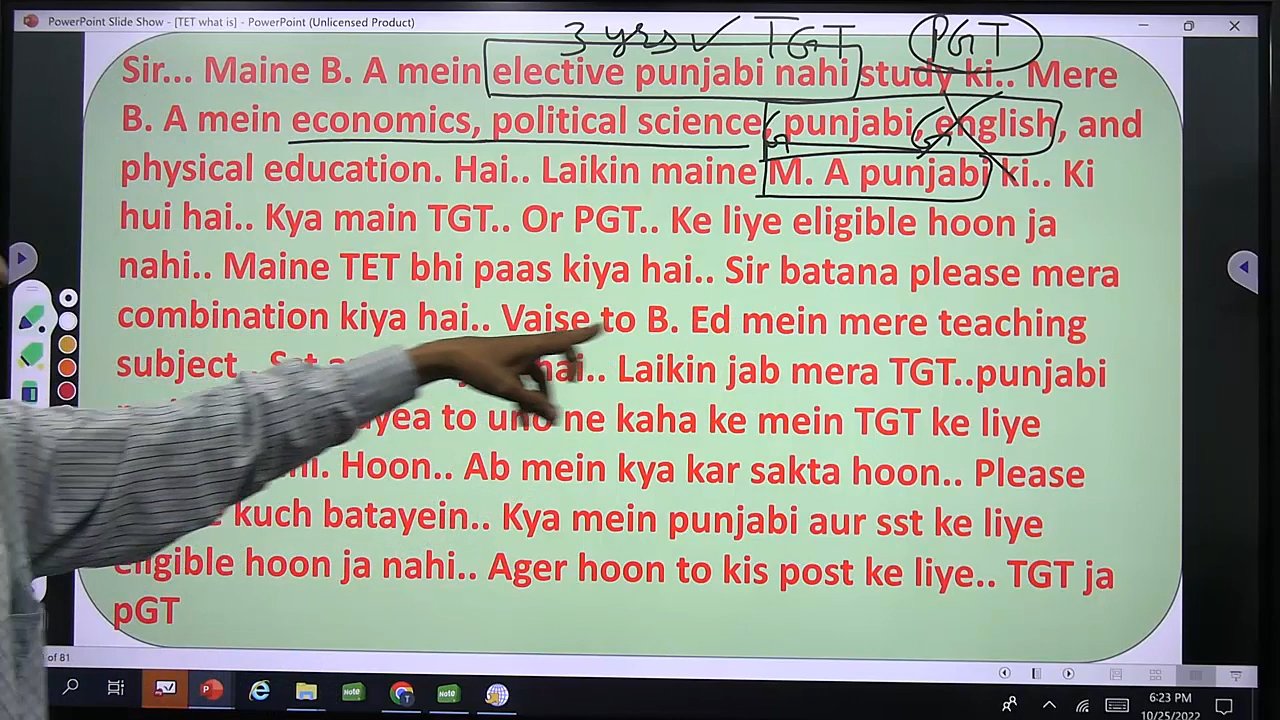 PowerPoint Slide Show - [TET what is] - PowerPoint (Unlicensed Product)
3 yrs ✓ TGT PGT
Sir... Maine B. A mein elective punjabi nahi study ki.. Mere
B. A mein economics, political science, punjabi, english, and
physical education. Hai.. Laikin maine M. A punjabi ki.. Ki
hui hai.. Kya main TGT.. Or PGT.. Ke liye eligible hoon ja
nahi.. Maine TET bhi paas kiya hai.. Sir batana please mera
combination kiya hai.. Vaise to B. Ed mein mere teaching
subject hai.. Laikin jab mera TGT..punjabi
to uno ne kaha ke mein TGT ke liye
Hoon.. Ab mein kya kar sakta hoon.. Please
kuch batayein.. Kya mein punjabi aur sst ke liye
eligible hoon ja nahi.. Ager hoon to kis post ke liye.. TGT ja
pGT
of 81
Note
Note
6:23 PM
10/25/2022